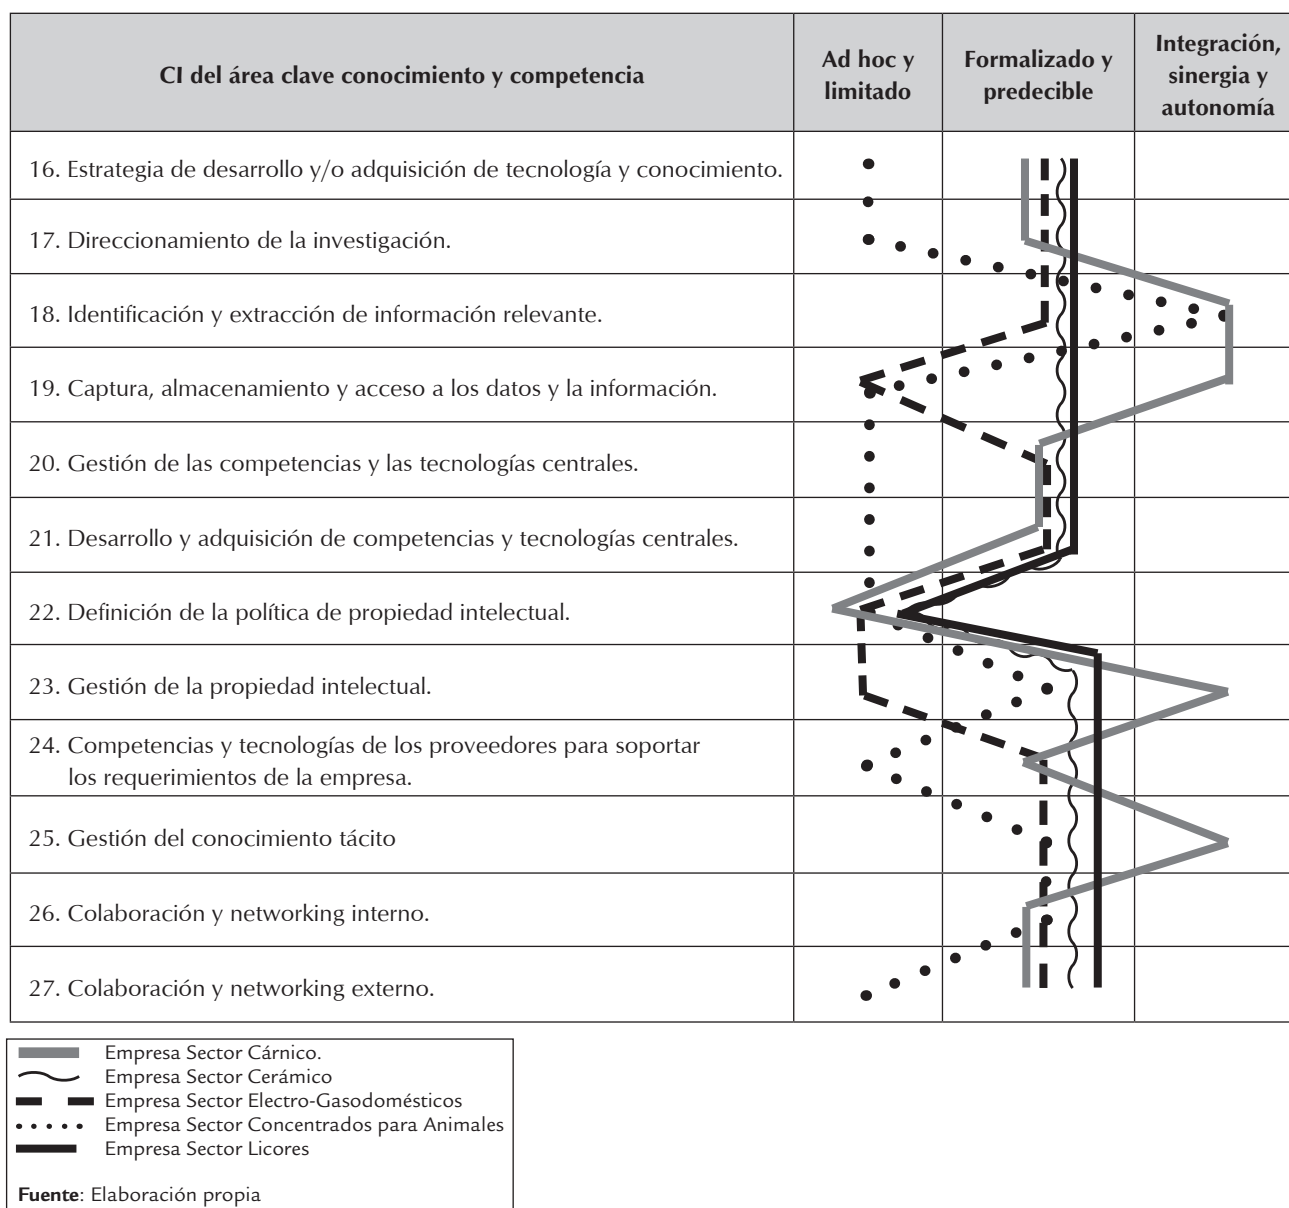 CI del área clave conocimiento y competencia
Ad hoc y
limitado
Formalizado y
predecible
Integración,
sinergia y
autonomía
16. Estrategia de desarrollo y/o adquisición de tecnología y conocimiento.
17. Direccionamiento de la investigación.
18. Identificación y extracción de información relevante.
19. Captura, almacenamiento y acceso a los datos y la información.
20. Gestión de las competencias y las tecnologías centrales.
21. Desarrollo y adquisición de competencias y tecnologías centrales.
22. Definición de la política de propiedad intelectual.
23. Gestión de la propiedad intelectual.
24. Competencias y tecnologías de los proveedores para soportar
los requerimientos de la empresa.
25. Gestión del conocimiento tácito
26. Colaboración y networking interno.
27. Colaboración y networking externo.
Empresa Sector Cárnico.
Empresa Sector Cerámico
Empresa Sector Electro-Gasodomésticos
Empresa Sector Concentrados para Animales
Empresa Sector Licores
Fuente: Elaboración propia